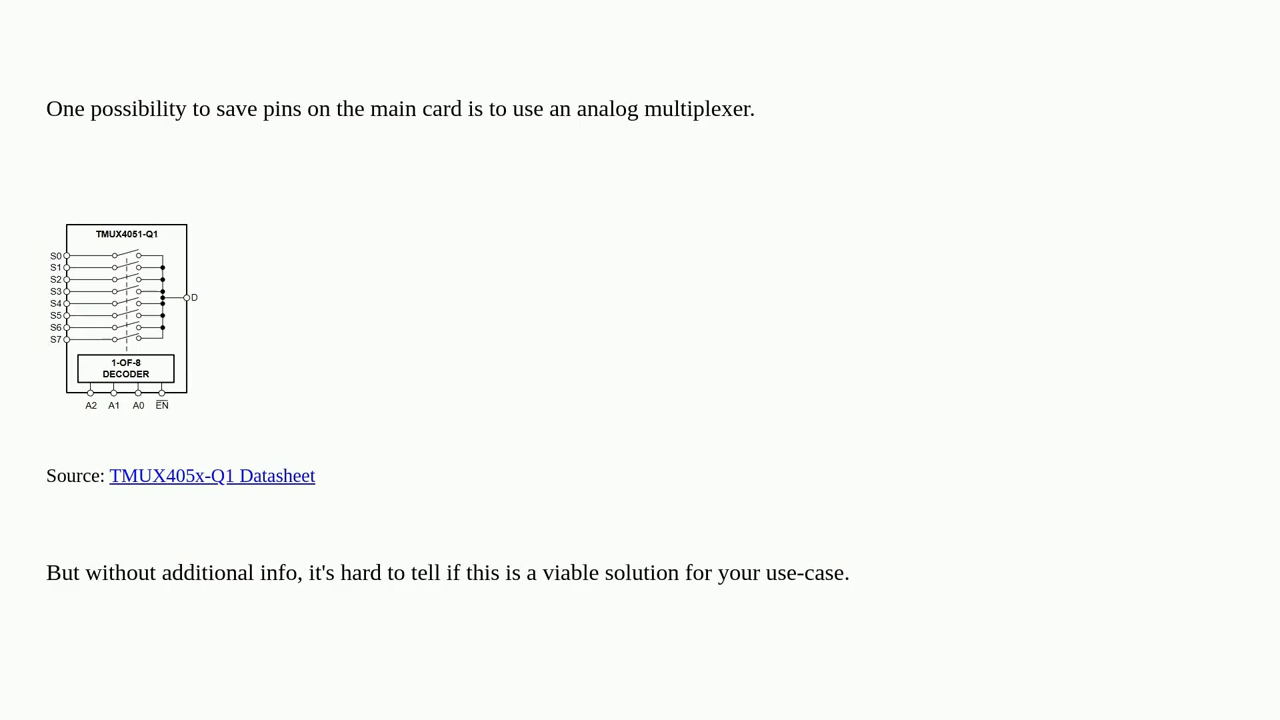 One possibility to save pins on the main card is to use an analog multiplexer.
TMUX4051-Q1
S0
S1
S2
S3
S4
S5
S6
S7
D
1-OF-8
DECODER
A2 A1 A0 EN
Source: TMUX405x-Q1 Datasheet
But without additional info, it's hard to tell if this is a viable solution for your use-case.